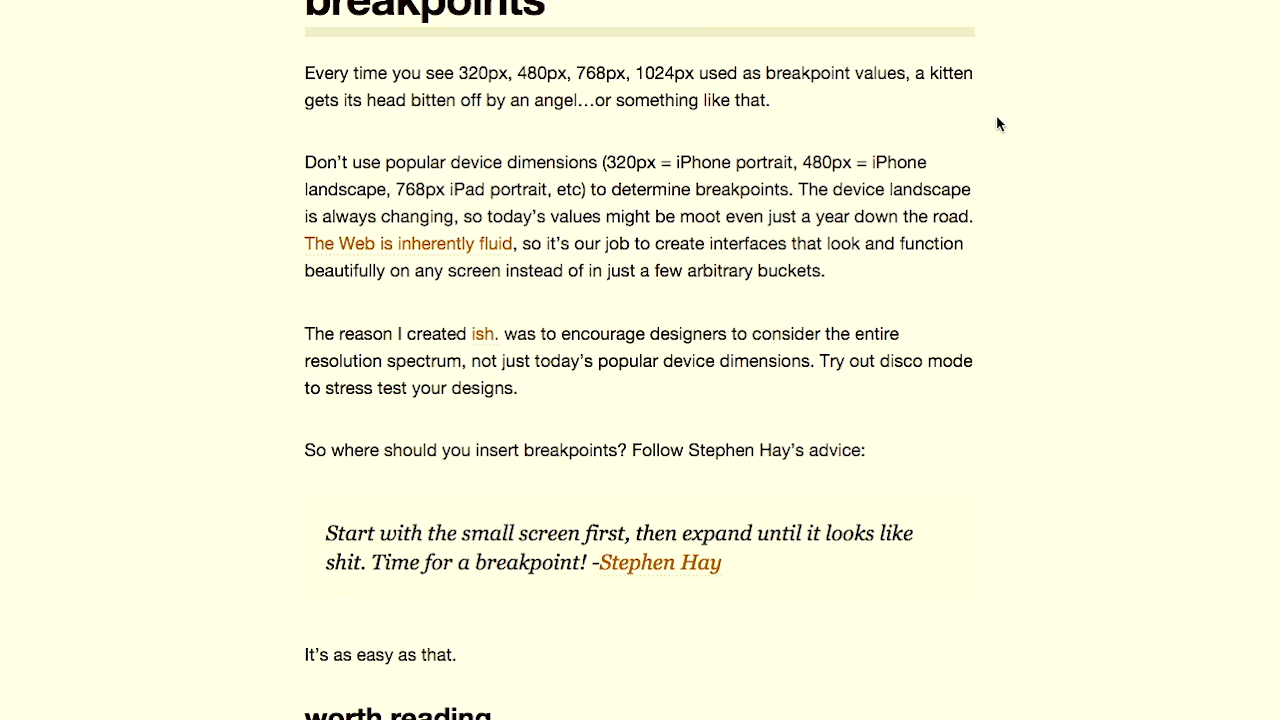 breakpoints
Every time you see 320px, 480px, 768px, 1024px used as breakpoint values, a kitten
gets its head bitten off by an angel…or something like that.
Don’t use popular device dimensions (320px = iPhone portrait, 480px = iPhone
landscape, 768px iPad portrait, etc) to determine breakpoints. The device landscape
is always changing, so today’s values might be moot even just a year down the road.
The Web is inherently fluid, so it’s our job to create interfaces that look and function
beautifully on any screen instead of in just a few arbitrary buckets.
The reason I created ish. was to encourage designers to consider the entire
resolution spectrum, not just today’s popular device dimensions. Try out disco mode
to stress test your designs.
So where should you insert breakpoints? Follow Stephen Hay’s advice:
Start with the small screen first, then expand until it looks like
shit. Time for a breakpoint! -Stephen Hay
It’s as easy as that.
worth reading